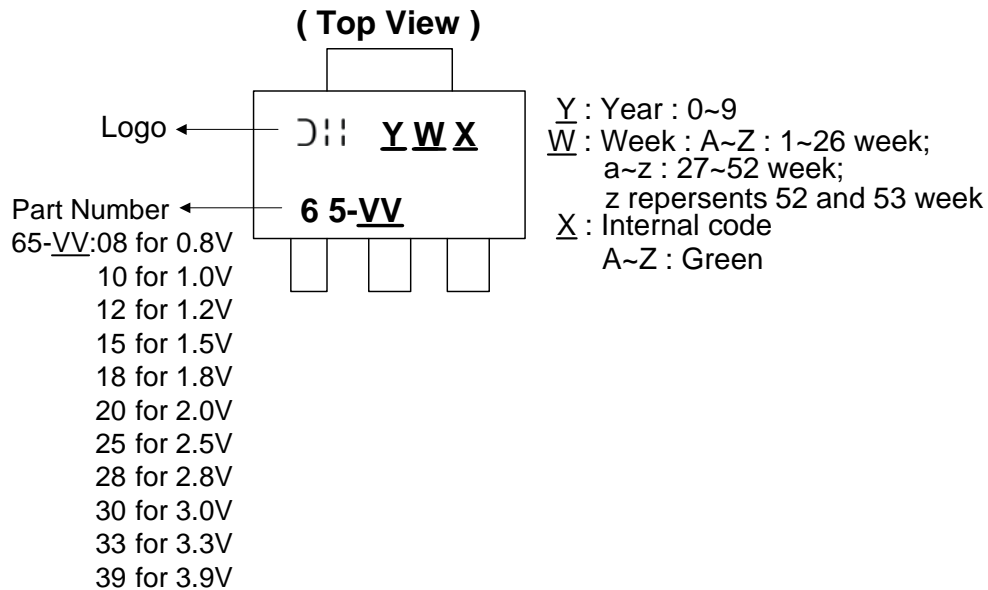 ( Top View )
Logo
Y W X
Part Number
6 5-VV
65-VV:08 for 0.8V
10 for 1.0V
12 for 1.2V
15 for 1.5V
18 for 1.8V
20 for 2.0V
25 for 2.5V
28 for 2.8V
30 for 3.0V
33 for 3.3V
39 for 3.9V
Y : Year : 0~9
W : Week : A~Z : 1~26 week;
a~z : 27~52 week;
z repersents 52 and 53 week
X : Internal code
A~Z : Green